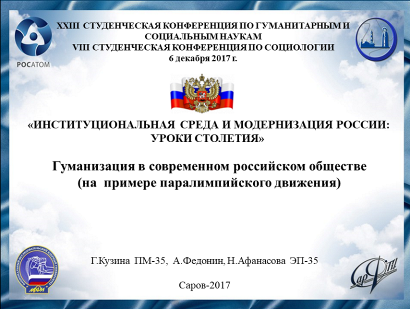 XXIII СТУДЕНЧЕСКАЯ КОНФЕРЕНЦИЯ ПО ГУМАНИТАРНЫМ И
СОЦИАЛЬНЫМ НАУКАМ
VIII СТУДЕНЧЕСКАЯ КОНФЕРЕНЦИЯ ПО СОЦИОЛОГИИ
6 декабря 2017 г.
РОСАТОМ
«ИНСТИТУЦИОНАЛЬНАЯ СРЕДА И МОДЕРНИЗАЦИЯ РОССИИ:
УРОКИ СТОЛЕТИЯ»
Гуманизация в современном российском обществе
(на примере паралимпийского движения)
Г.Кузина ПМ-35, А.Федонин, Н.Афанасова ЭП-35
Саров-2017